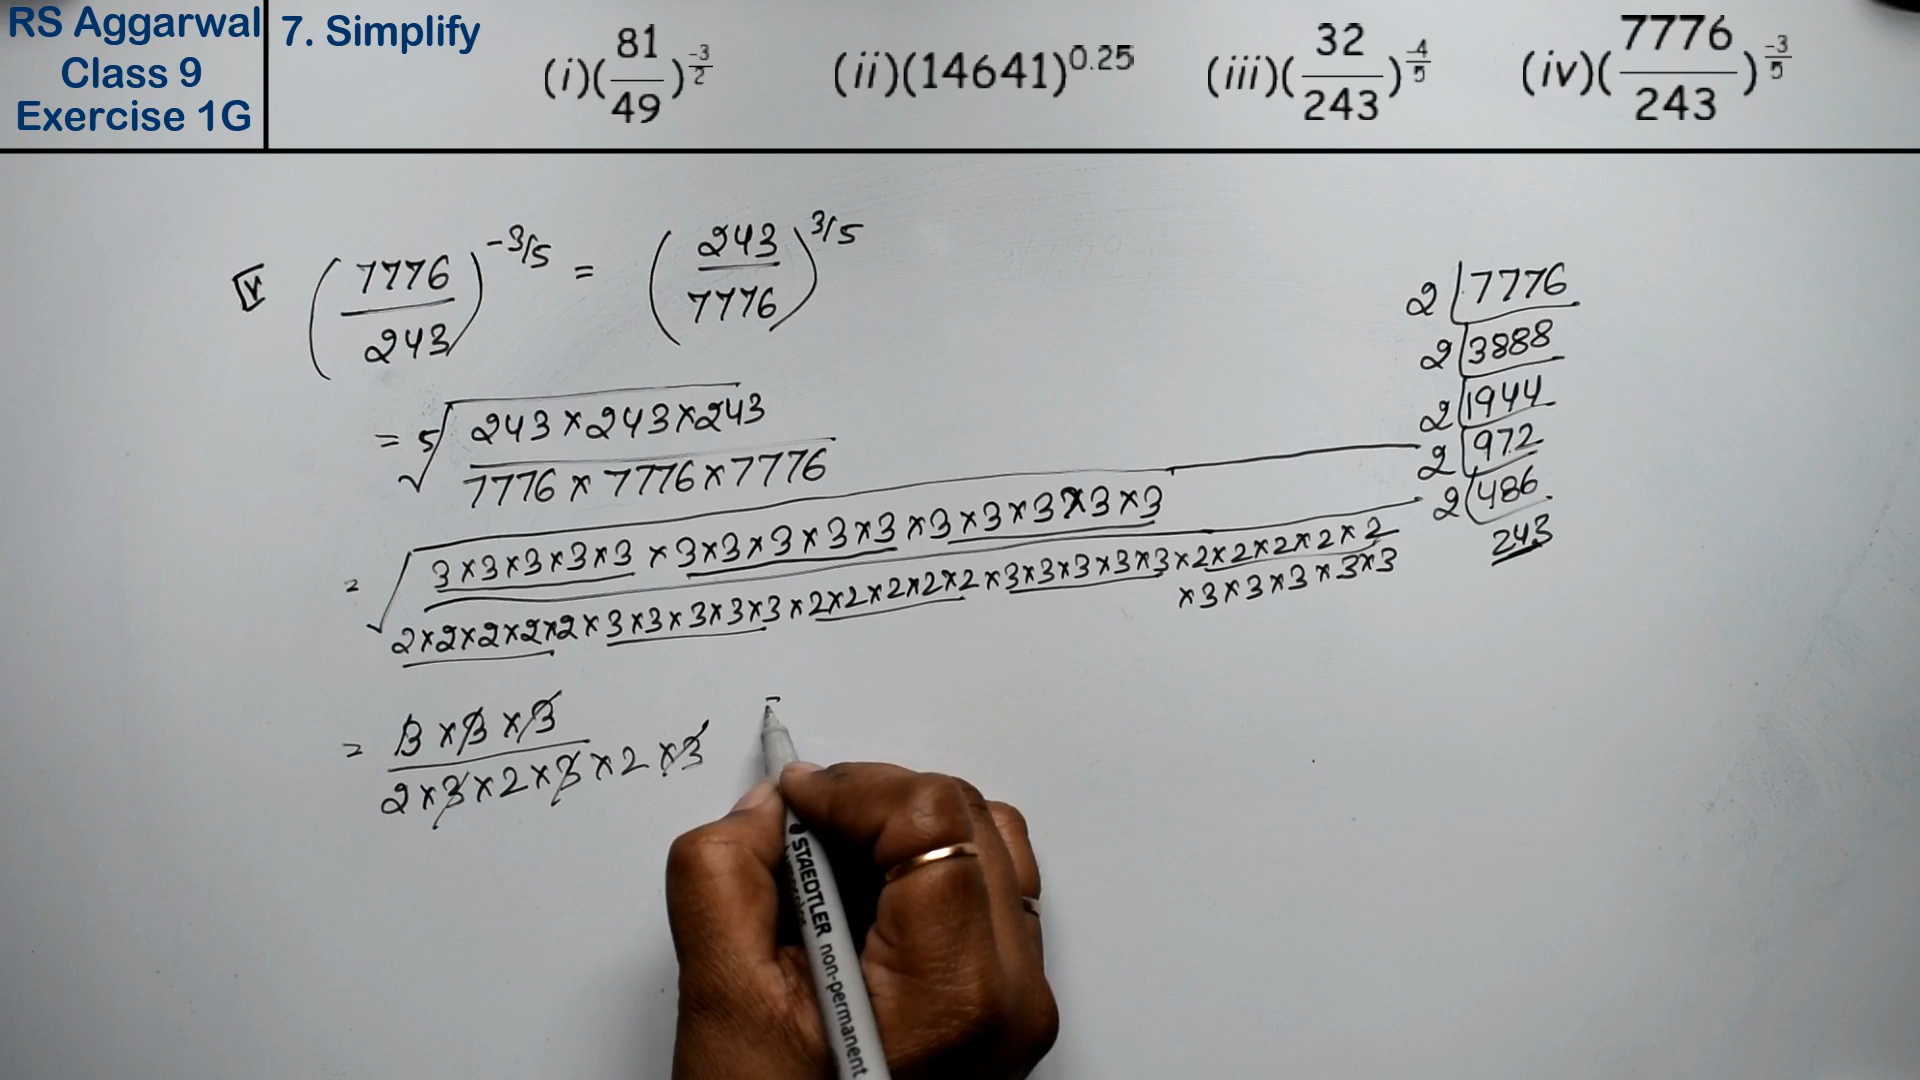 RS Aggarwal
Class 9
Exercise 1G
7. Simplify
(i)(81/49)^(-3/2) (ii)(14641)^0.25 (iii)(32/243)^(-4/5) (iv)(7776/243)^(-3/5)
(7776/243)^(-3/5) = (243/7776)^(3/5)
= 5√(243×243×243 / 7776×7776×7776)
= √(3×3×3×3×3×3×3×3×3×3×3×3×3×3×3 / 2×2×2×2×2×3×3×3×3×3×2×2×2×2×2×3×3×3×3×3×2×2×2×2×2
×3×3×3×3×3)
= 3×3×3 / 2×3×2×3×2×3
2 | 7776
2 | 3888
2 | 1944
2 | 972
2 | 486
243
STAEDTLER non-permanent